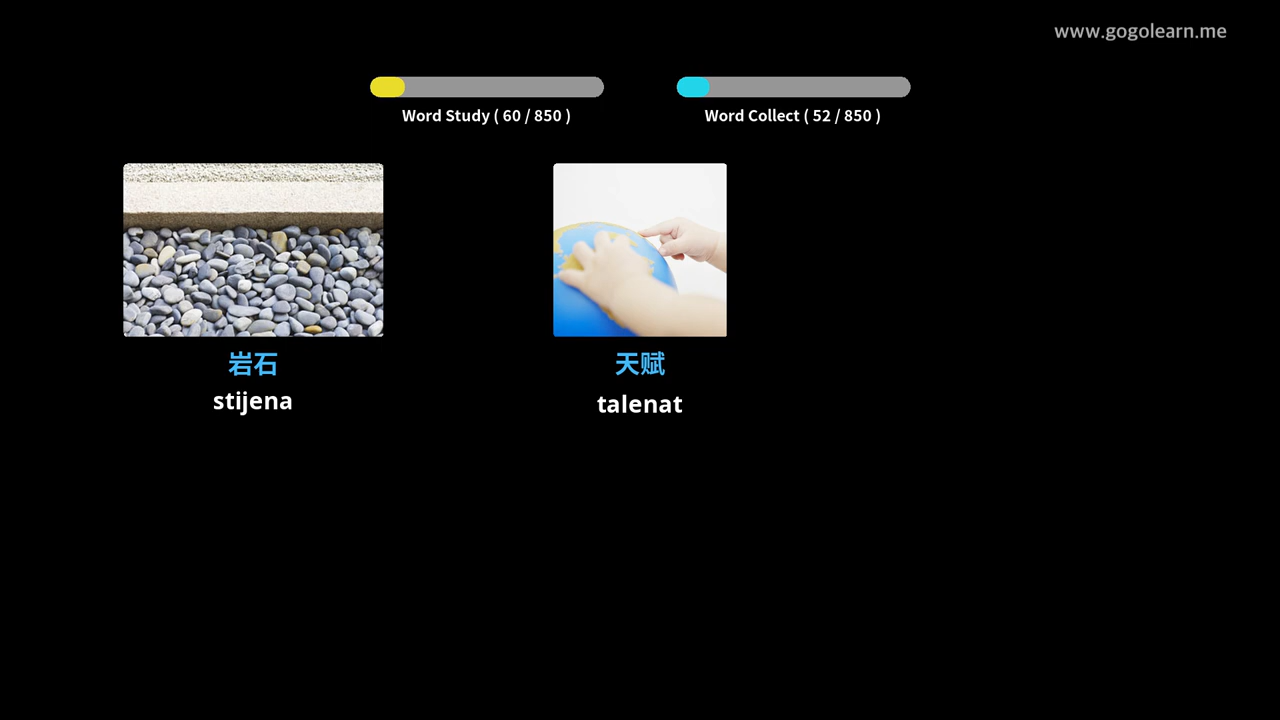 www.gogolearn.me
Word Study ( 60 / 850 )
Word Collect ( 52 / 850 )
岩石
stijena
天赋
talenat